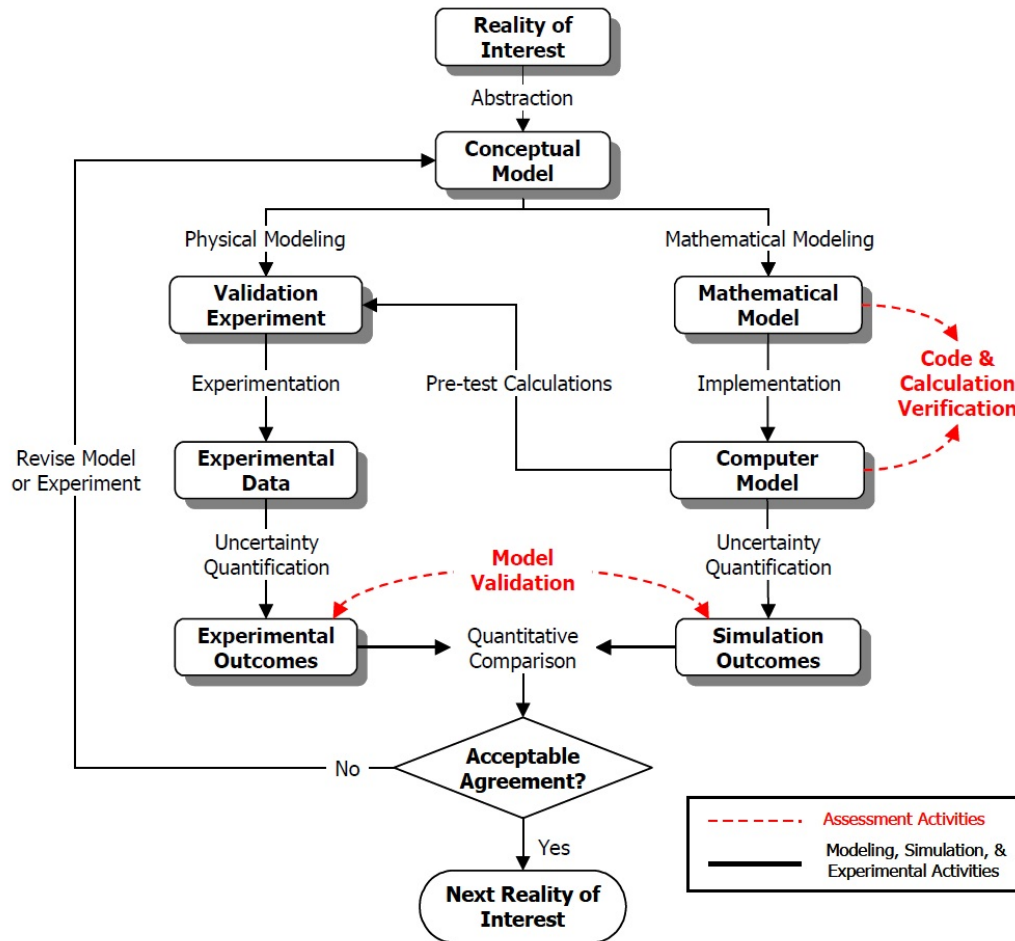 Reality of
Interest
Abstraction
Conceptual
Model
Physical Modeling
Mathematical Modeling
Validation
Experiment
Mathematical
Model
Code &
Calculation
Verification
Experimentation
Pre-test Calculations
Implementation
Revise Model
or Experiment
Experimental
Data
Computer
Model
Uncertainty
Quantification
Model
Validation
Uncertainty
Quantification
Experimental
Outcomes
Quantitative
Comparison
Simulation
Outcomes
No
Acceptable
Agreement?
Yes
Next Reality of
Interest
Assessment Activities
Modeling, Simulation, &
Experimental Activities